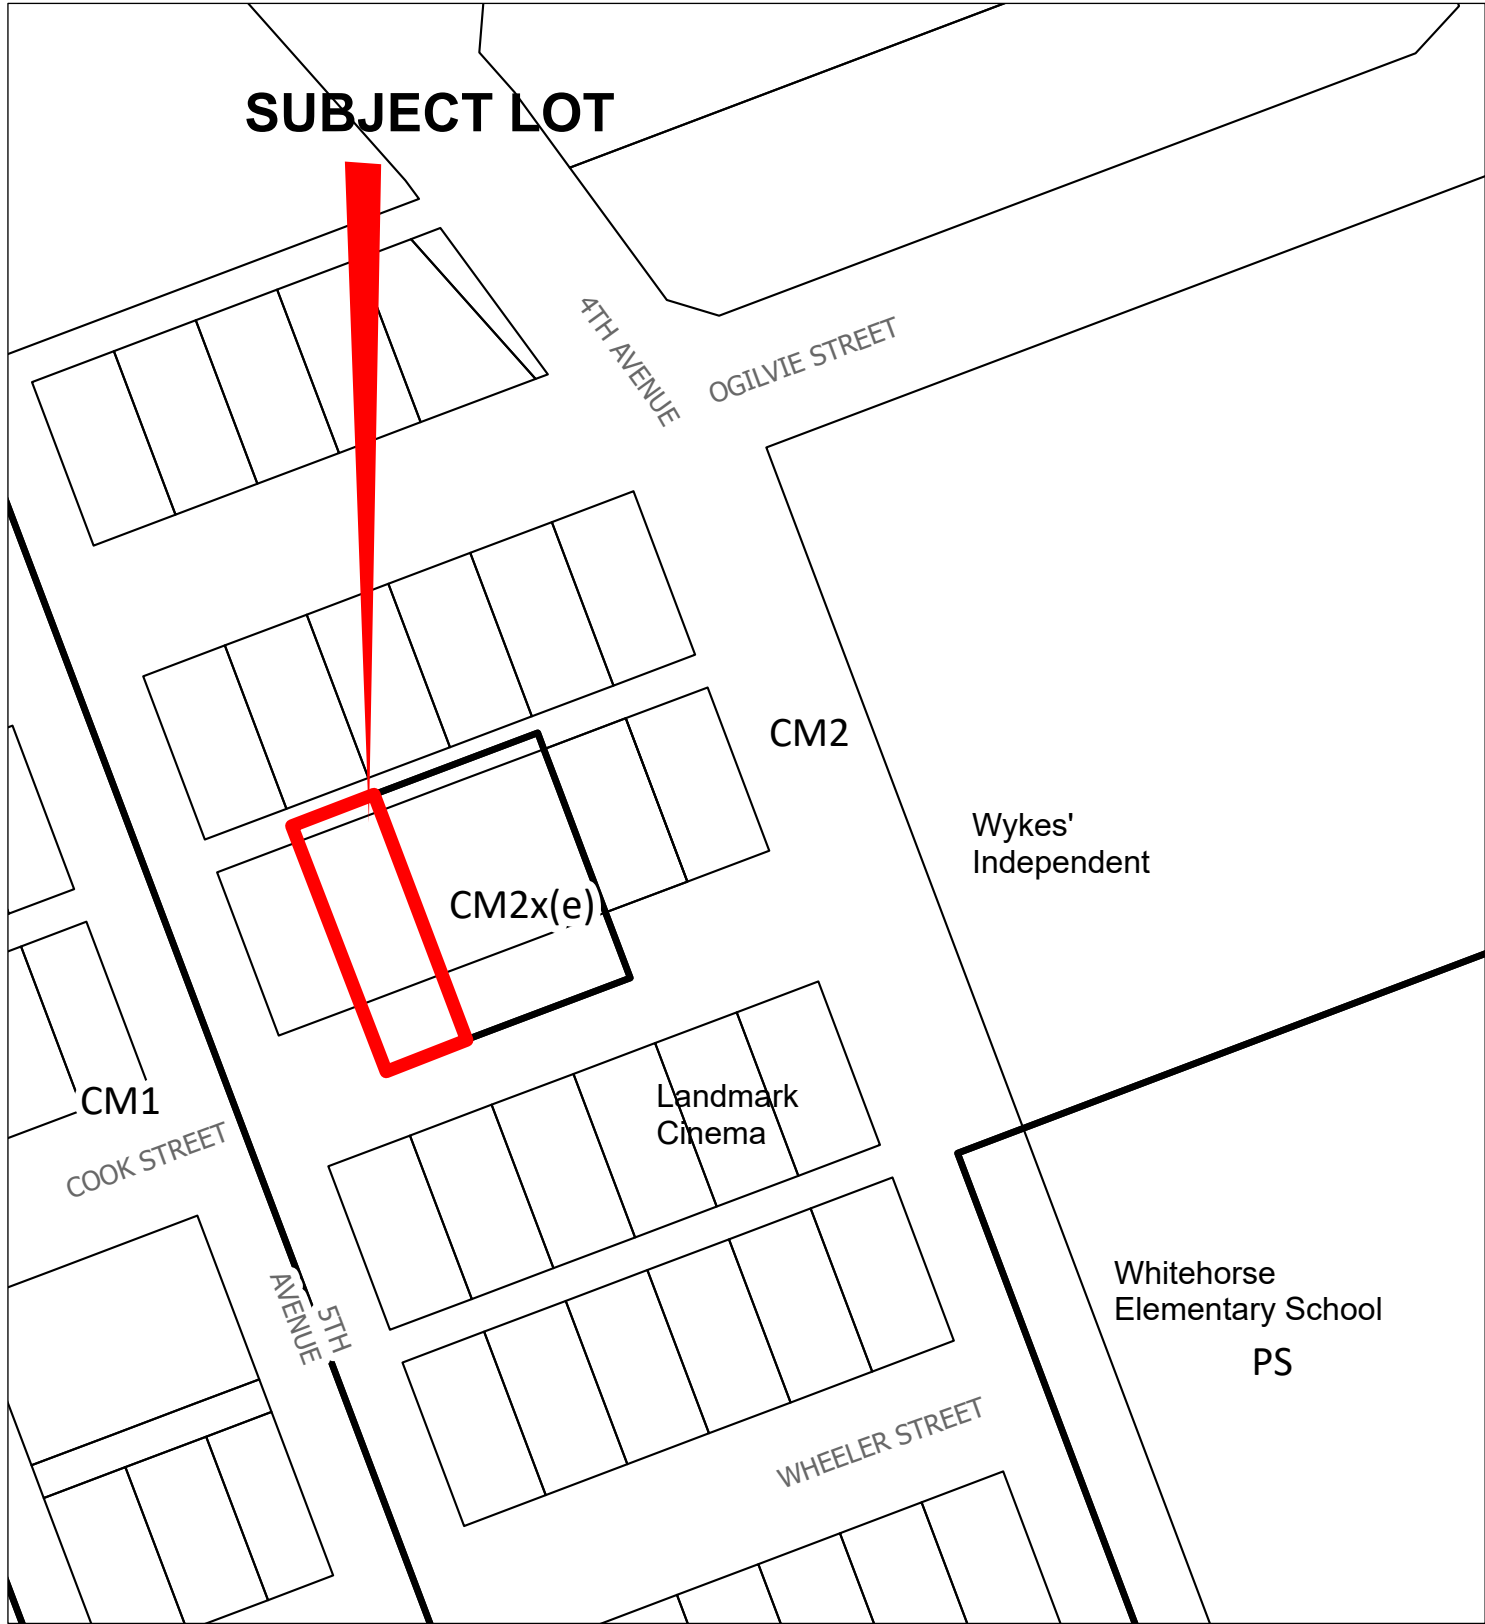 SUBJECT LOT
4TH AVENUE
OGILVIE STREET
CM2
Wykes'
Independent
CM2x(e)
CM1
Landmark
Cinema
COOK STREET
5TH
AVENUE
Whitehorse
Elementary School
PS
WHEELER STREET